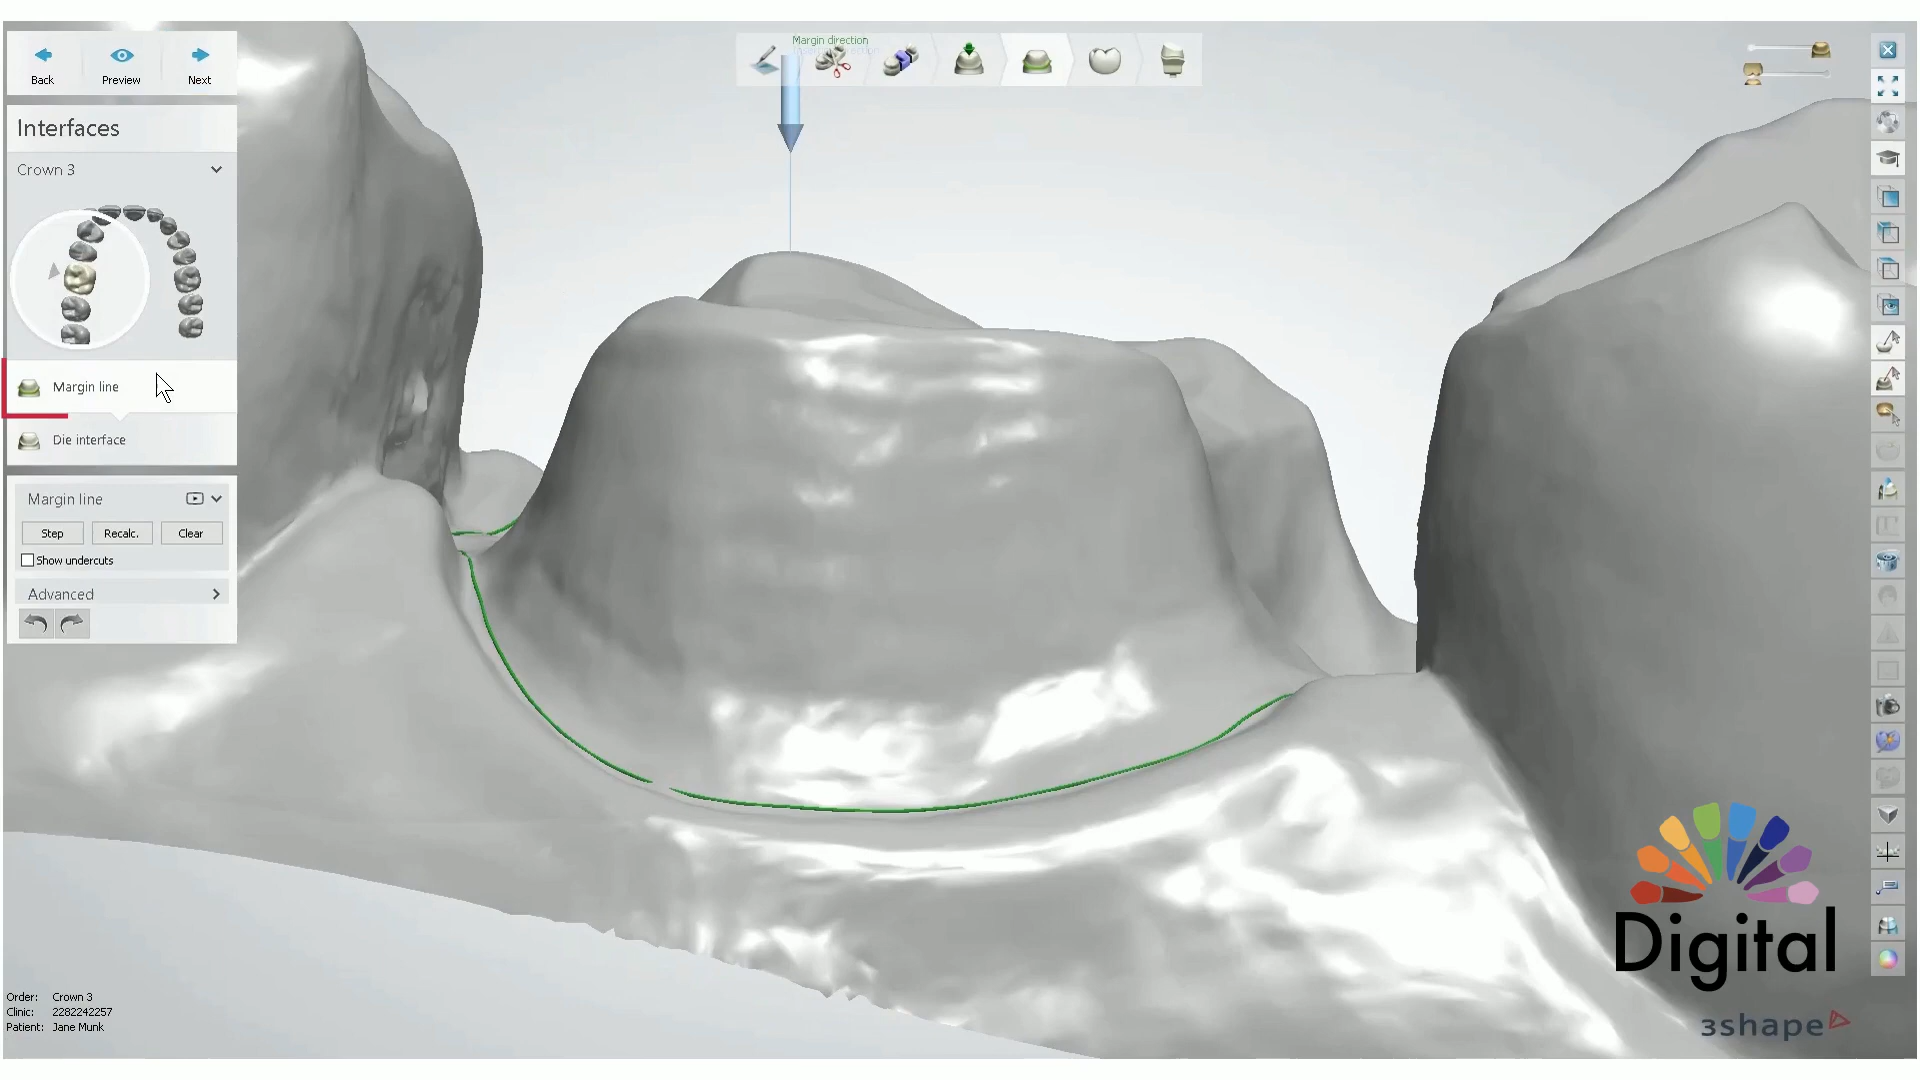 Back
Preview
Next
Margin direction
Interfaces
Crown 3
Margin line
Die interface
Margin line
Step
Recalc.
Clear
Show undercuts
Advanced
Order: Crown 3
Clinic: 2282242257
Patient: Jane Munk
Digital
3shape